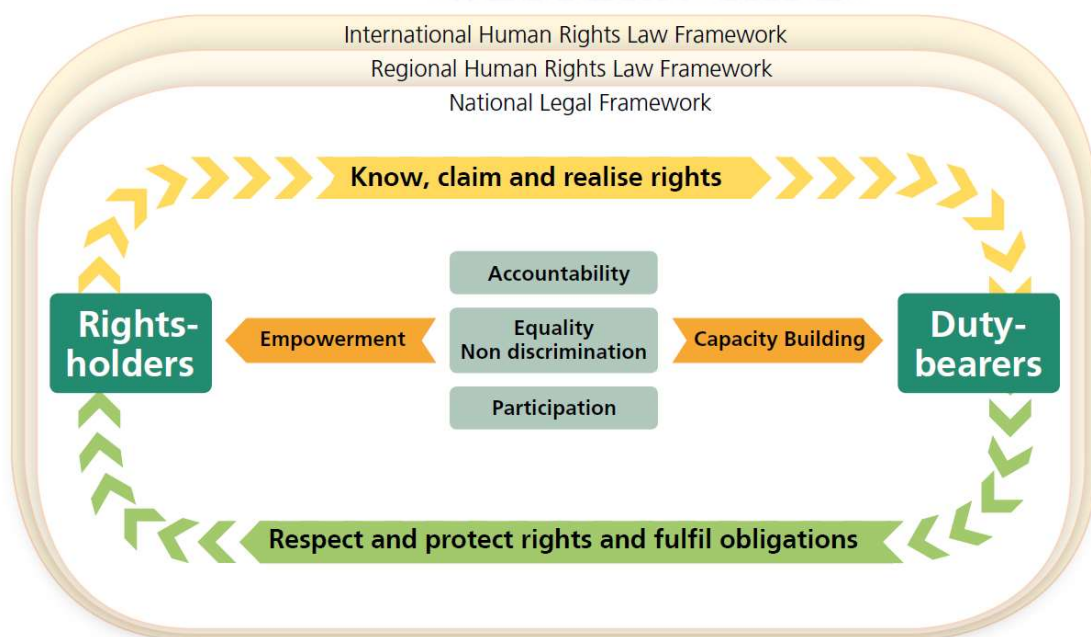 International Human Rights Law Framework
Regional Human Rights Law Framework
National Legal Framework
Know, claim and realise rights
Accountability
Rights-
holders
Empowerment
Equality
Non discrimination
Capacity Building
Duty-
bearers
Participation
Respect and protect rights and fulfil obligations